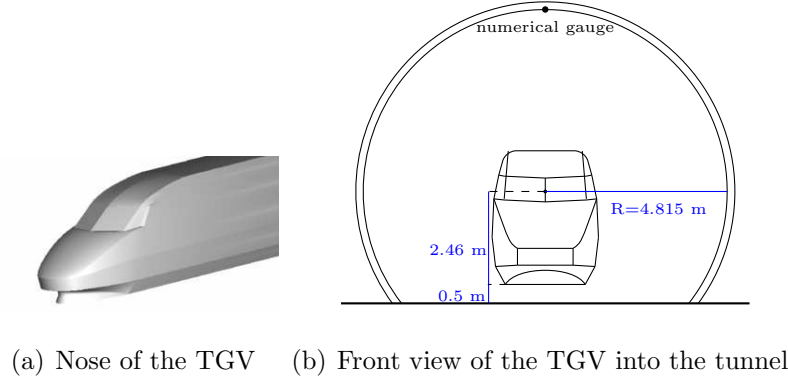 numerical gauge
R=4.815 m
2.46 m
0.5 m
(a) Nose of the TGV
(b) Front view of the TGV into the tunnel